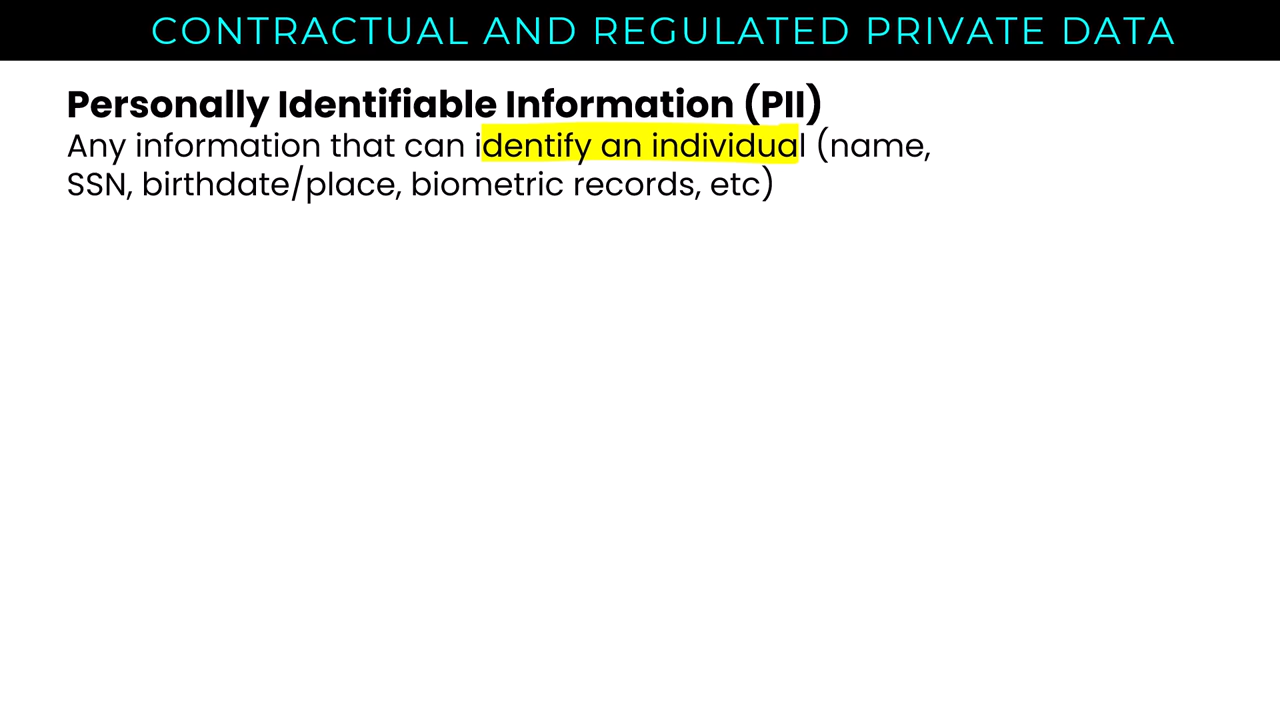 CONTRACTUAL AND REGULATED PRIVATE DATA
Personally Identifiable Information (PII)
Any information that can identify an individual (name,
SSN, birthdate/place, biometric records, etc)